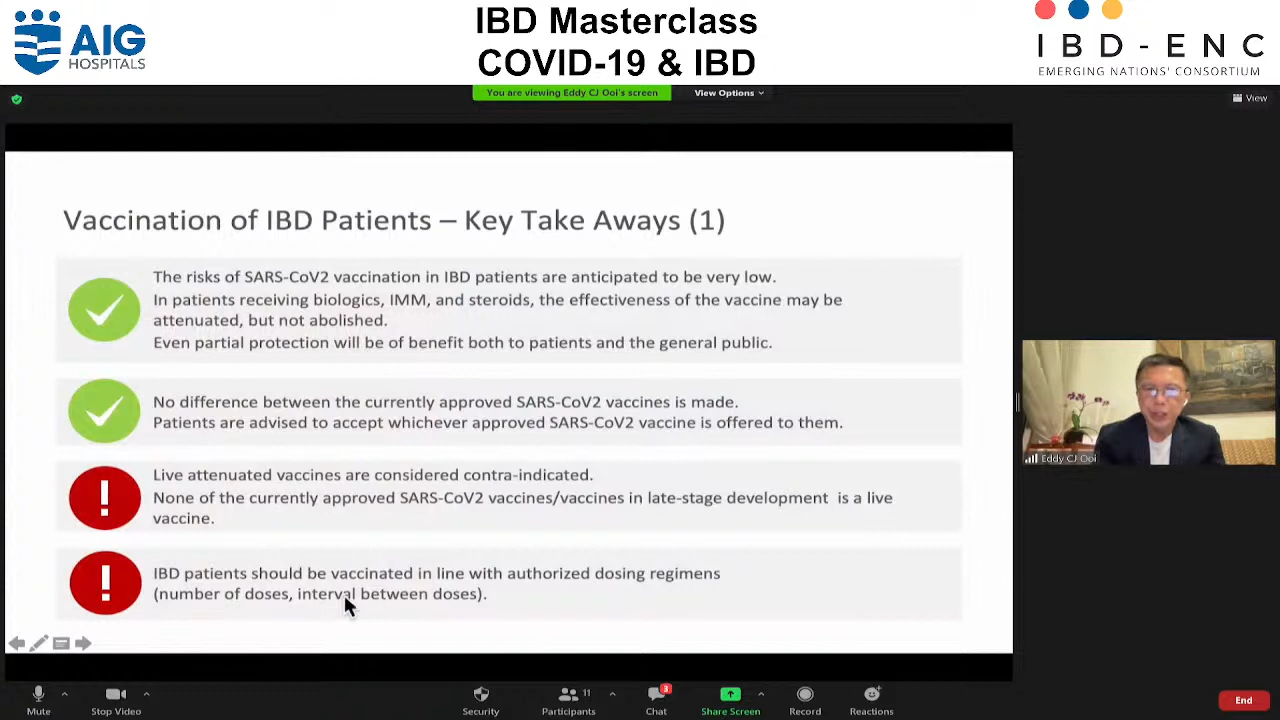 AIG
HOSPITALS
IBD Masterclass
COVID-19 & IBD
IBD-ENC
EMERGING NATIONS' CONSORTIUM
You are viewing Eddy CJ Ooi's screen
View Options
View
Vaccination of IBD Patients – Key Take Aways (1)
The risks of SARS-CoV2 vaccination in IBD patients are anticipated to be very low.
In patients receiving biologics, IMM, and steroids, the effectiveness of the vaccine may be
attenuated, but not abolished.
Even partial protection will be of benefit both to patients and the general public.
No difference between the currently approved SARS-CoV2 vaccines is made.
Patients are advised to accept whichever approved SARS-CoV2 vaccine is offered to them.
!
Live attenuated vaccines are considered contra-indicated.
None of the currently approved SARS-CoV2 vaccines/vaccines in late-stage development is a live
vaccine.
!
IBD patients should be vaccinated in line with authorized dosing regimens
(number of doses, interval between doses).
Eddy CJ Ooi
Mute
Stop Video
Security
11
Participants
3
Chat
Share Screen
Record
Reactions
End